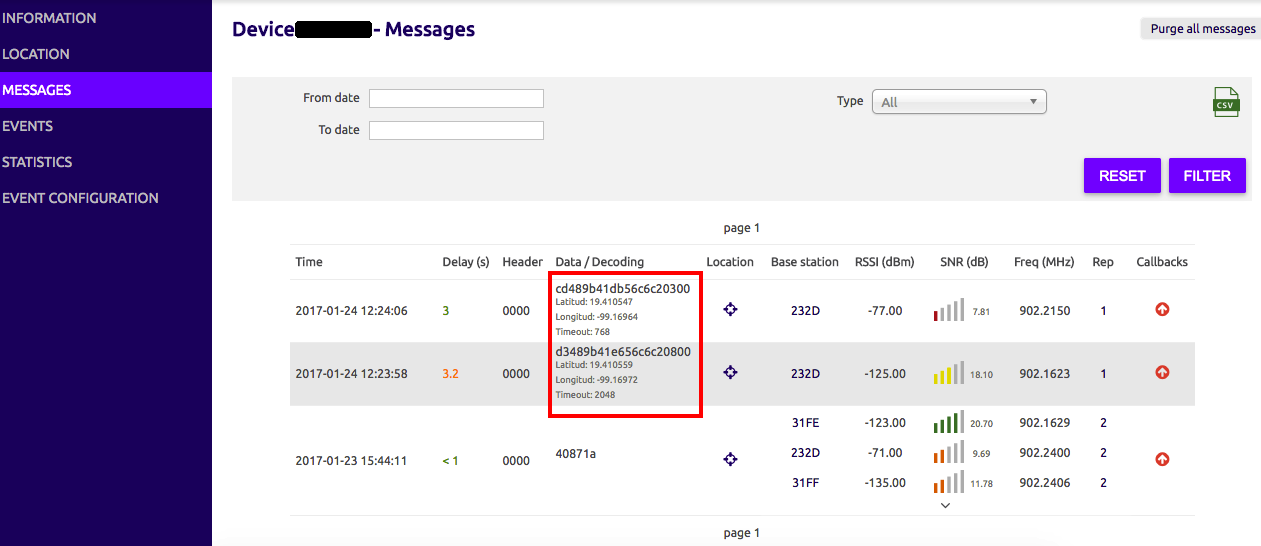 INFORMATION
LOCATION
MESSAGES
EVENTS
STATISTICS
EVENT CONFIGURATION
Device - Messages
Purge all messages
From date
To date
Type All
CSV
RESET FILTER
page 1
Time Delay (s) Header Data / Decoding Location Base station RSSI (dBm) SNR (dB) Freq (MHz) Rep Callbacks
2017-01-24 12:24:06 3 0000 cd489b41db56c6c20300 232D -77.00 7.81 902.2150 1
Latitud: 19.410547
Longitud: -99.16964
Timeout: 768
2017-01-24 12:23:58 3.2 0000 d3489b41e656c6c20800 232D -125.00 18.10 902.1623 1
Latitud: 19.410559
Longitud: -99.16972
Timeout: 2048
2017-01-23 15:44:11 < 1 0000 40871a
31FE -123.00 20.70 902.1629 2
232D -71.00 9.69 902.2400 2
31FF -135.00 11.78 902.2406 2
page 1